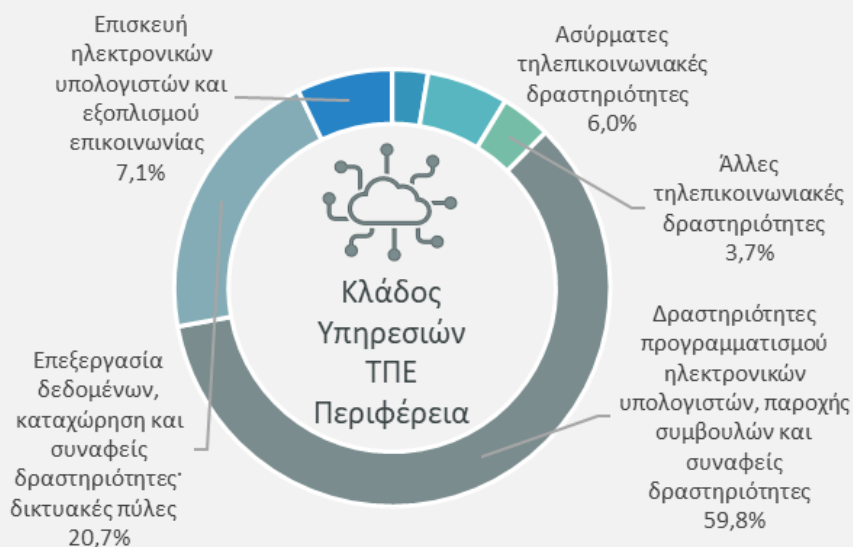 Επισκευή
ηλεκτρονικών
υπολογιστών και
εξοπλισμού
επικοινωνίας
7,1%
Ασύρματες
τηλεπικοινωνιακές
δραστηριότητες
6,0%
Άλλες
τηλεπικοινωνιακές
δραστηριότητες
3,7%
Κλάδος
Υπηρεσιών
ΤΠΕ
Περιφέρεια
Επεξεργασία
δεδομένων,
καταχώρηση και
συναφείς
δραστηριότητες·
δικτυακές πύλες
20,7%
Δραστηριότητες
προγραμματισμού
ηλεκτρονικών
υπολογιστών, παροχής
συμβουλών και
συναφείς
δραστηριότητες
59,8%